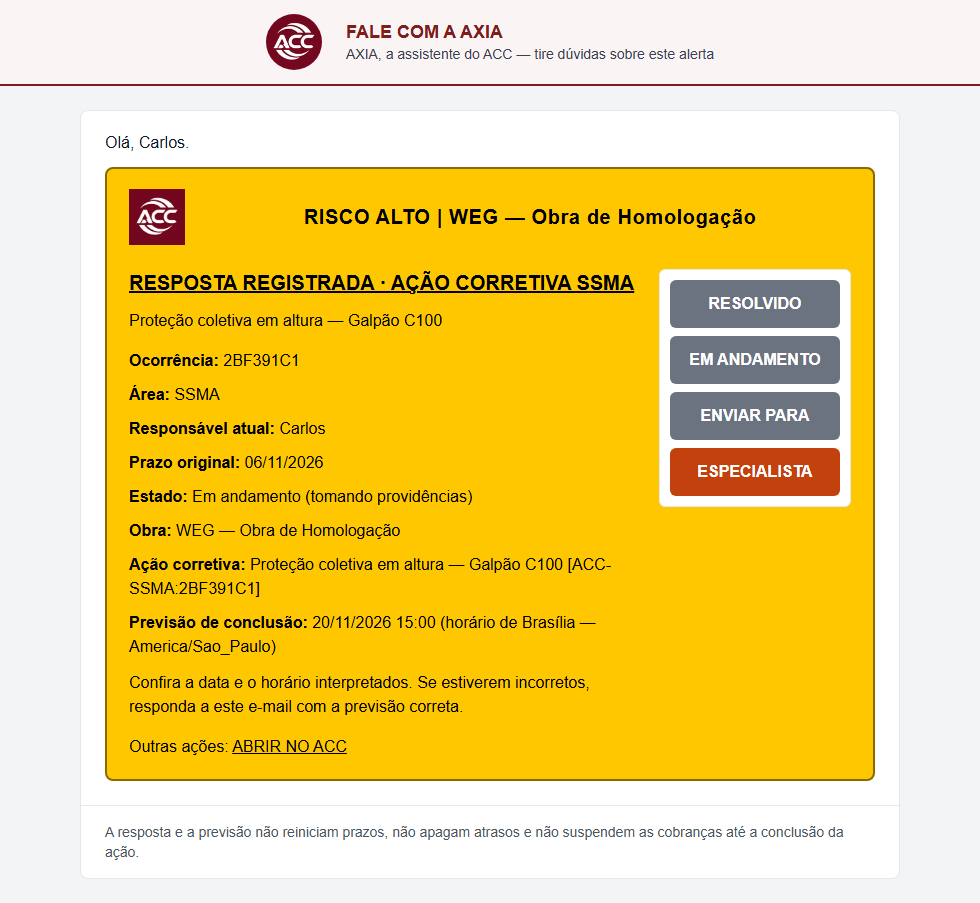 ACC
FALE COM A AXIA
AXIA, a assistente do ACC — tire dúvidas sobre este alerta
Olá, Carlos.
ACC
RISCO ALTO | WEG — Obra de Homologação
RESPOSTA REGISTRADA · AÇÃO CORRETIVA SSMA
Proteção coletiva em altura — Galpão C100
Ocorrência: 2BF391C1
Área: SSMA
Responsável atual: Carlos
Prazo original: 06/11/2026
Estado: Em andamento (tomando providências)
Obra: WEG — Obra de Homologação
Ação corretiva: Proteção coletiva em altura — Galpão C100 [ACC-
SSMA:2BF391C1]
Previsão de conclusão: 20/11/2026 15:00 (horário de Brasília —
America/Sao_Paulo)
Confira a data e o horário interpretados. Se estiverem incorretos,
responda a este e-mail com a previsão correta.
Outras ações: ABRIR NO ACC
RESOLVIDO
EM ANDAMENTO
ENVIAR PARA
ESPECIALISTA
A resposta e a previsão não reiniciam prazos, não apagam atrasos e não suspendem as cobranças até a conclusão da
ação.